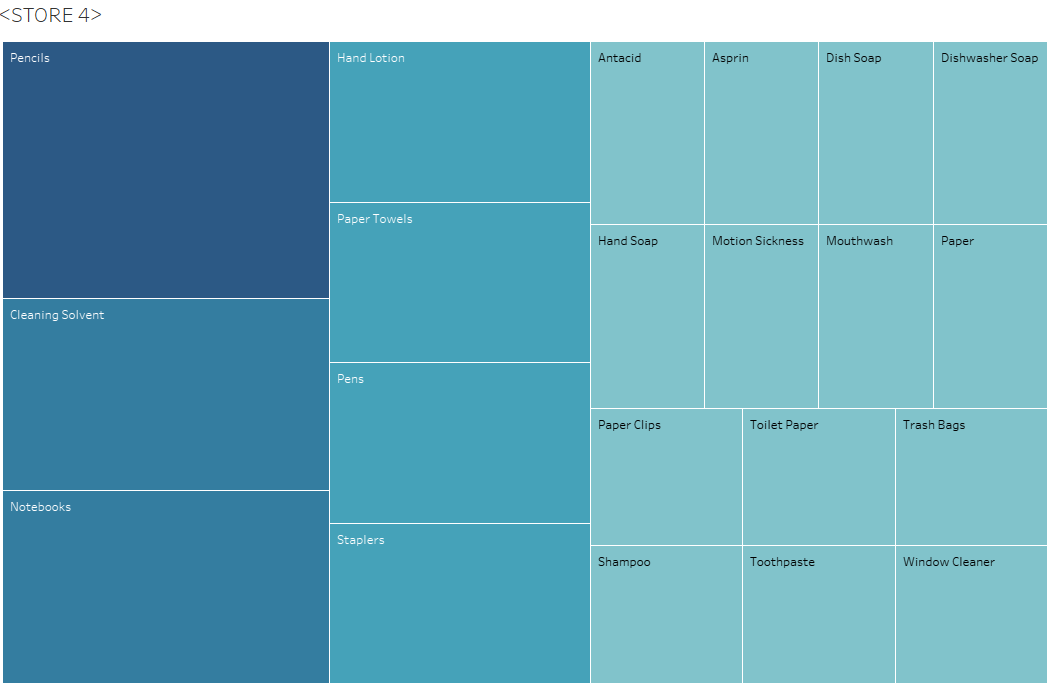 <STORE 4>
Pencils
Cleaning Solvent
Notebooks
Hand Lotion
Paper Towels
Pens
Staplers
Antacid
Asprin
Dish Soap
Dishwasher Soap
Hand Soap
Motion Sickness
Mouthwash
Paper
Paper Clips
Toilet Paper
Trash Bags
Shampoo
Toothpaste
Window Cleaner